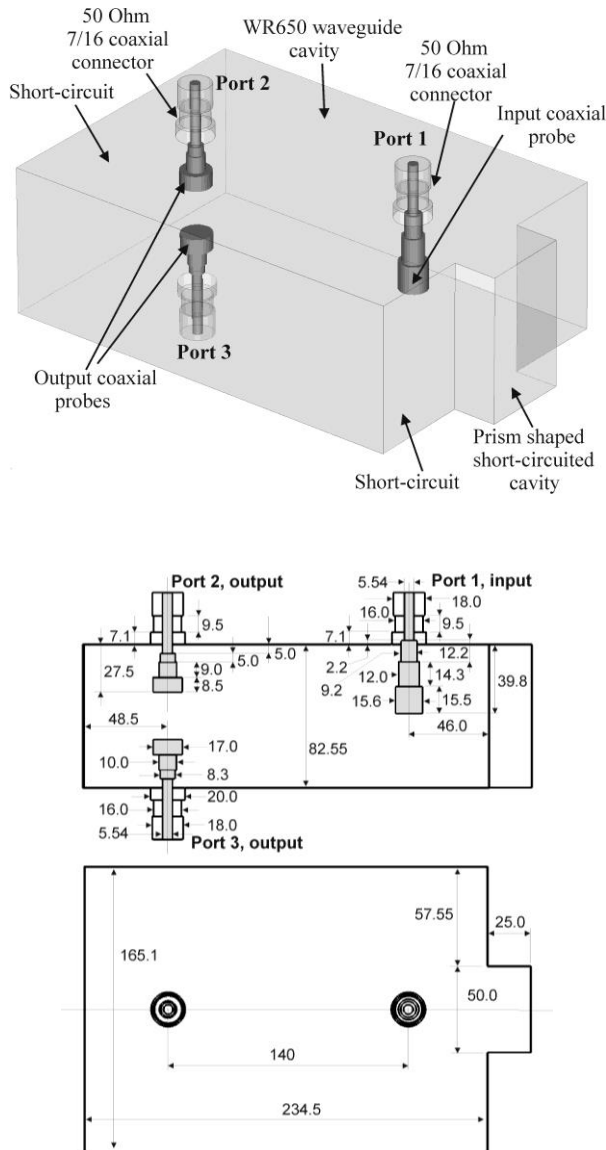 50 Ohm
7/16 coaxial
connector
WR650 waveguide
cavity
50 Ohm
7/16 coaxial
connector
Short-circuit
Port 2
Port 1
Input coaxial
probe
Port 3
Output coaxial
probes
Short-circuit
Prism shaped
short-circuited
cavity
Port 2, output
5.54
Port 1, input
16.0
18.0
9.5
9.5
7.1
7.1
5.0
5.0
2.2
12.2
27.5
9.0
8.5
9.2
12.0
14.3
39.8
15.6
15.5
48.5
46.0
82.55
17.0
10.0
8.3
20.0
16.0
18.0
5.54
Port 3, output
57.55
25.0
165.1
50.0
140
234.5